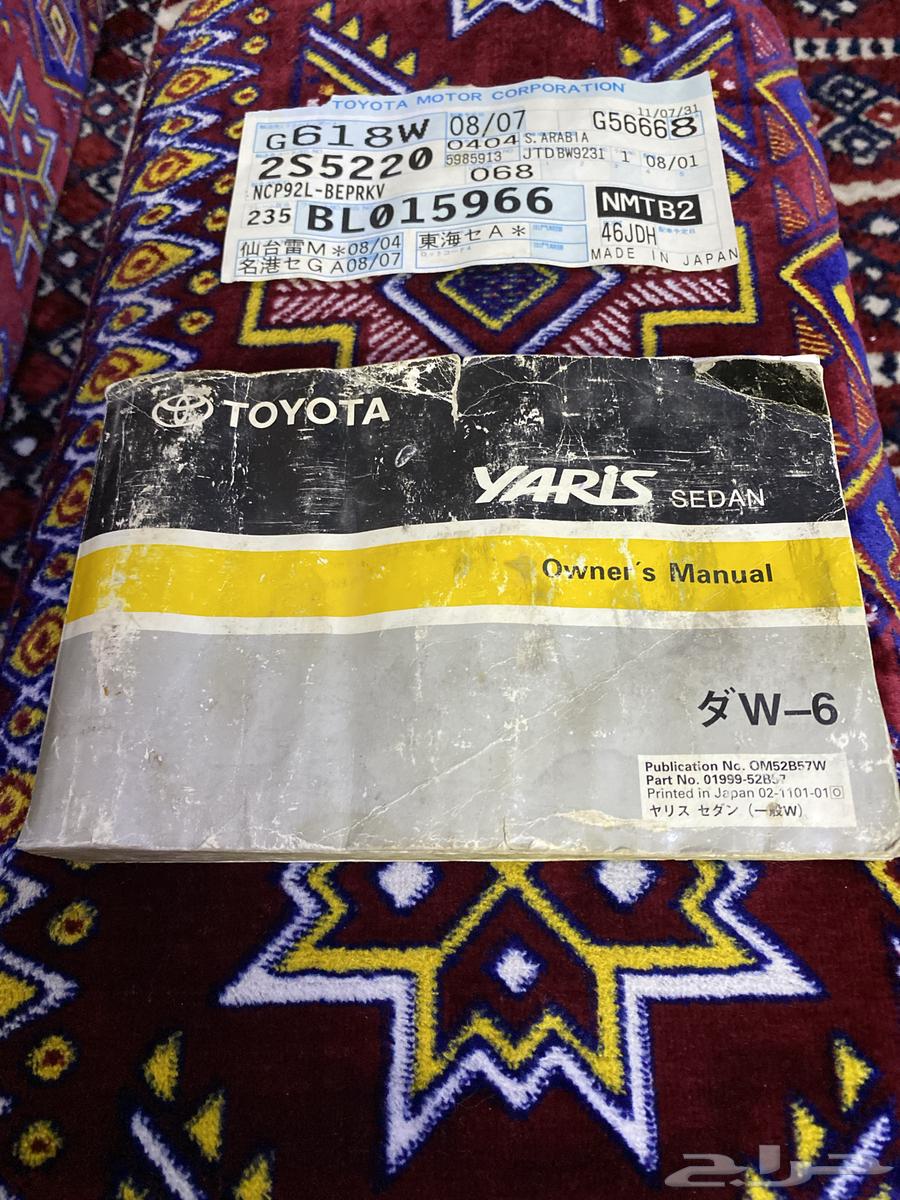 TOYOTA MOTOR CORPORATION
11/07/31
G618W 08/07 G56668
0404 S.ARABIA
2S5220 5985913 JTDBW9231 1 08/01
068
NCP92L-BEPRKV
235 BL015966 NMTB2
46JDH
仙台雷M*08/04 東海セA*
名港セGA08/07 MADE IN JAPAN
TOYOTA
YARiS SEDAN
Owner's Manual
ダW-6
Publication No. OM52B57W
Part No. 01999-52B57
Printed in Japan 02-1101-01 O
ヤリス セダン (一般W)
حراج